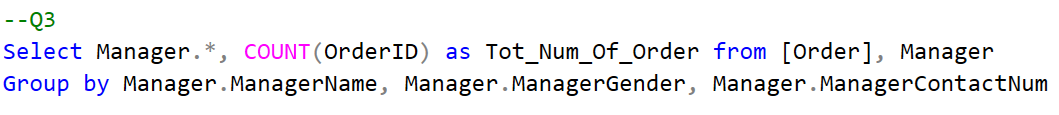 --Q3
Select Manager.*, COUNT(OrderID) as Tot_Num_Of_Order from [Order], Manager
Group by Manager.ManagerName, Manager.ManagerGender, Manager.ManagerContactNum